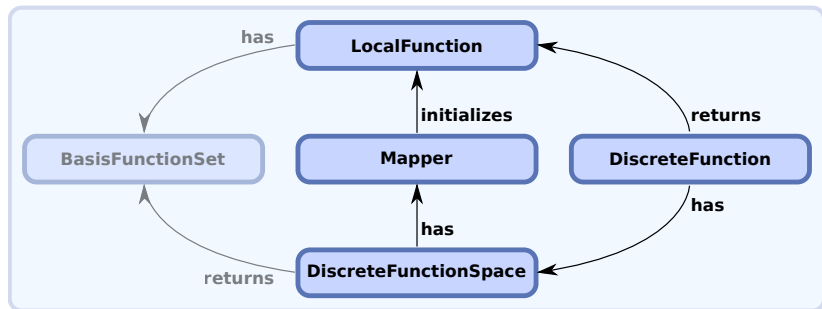 has
LocalFunction
initializes
returns
BasisFunctionSet
Mapper
DiscreteFunction
has
has
returns
DiscreteFunctionSpace